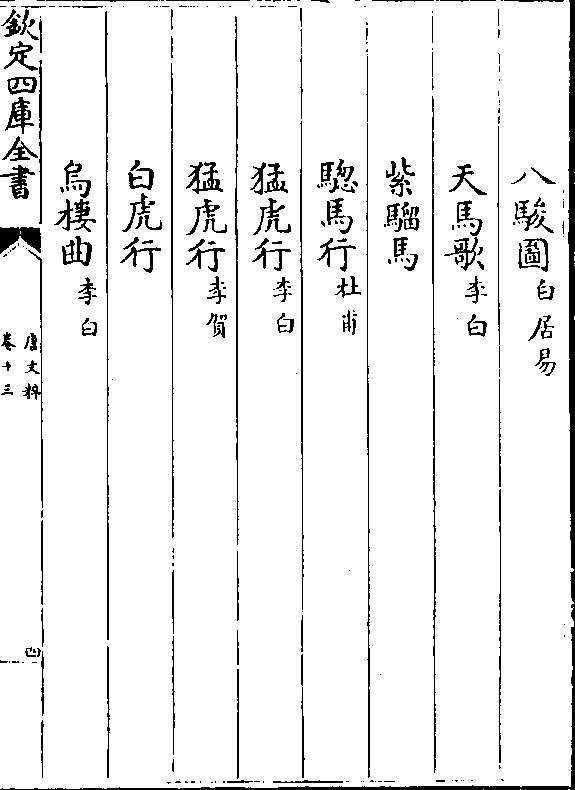 八駿圖白居易
天馬歌李白
紫騮馬
驄馬行杜甫
猛虎行李白
猛虎行李賀
白虎行
烏棲曲李白
欽定四庫全書
唐文粹
卷十三
四